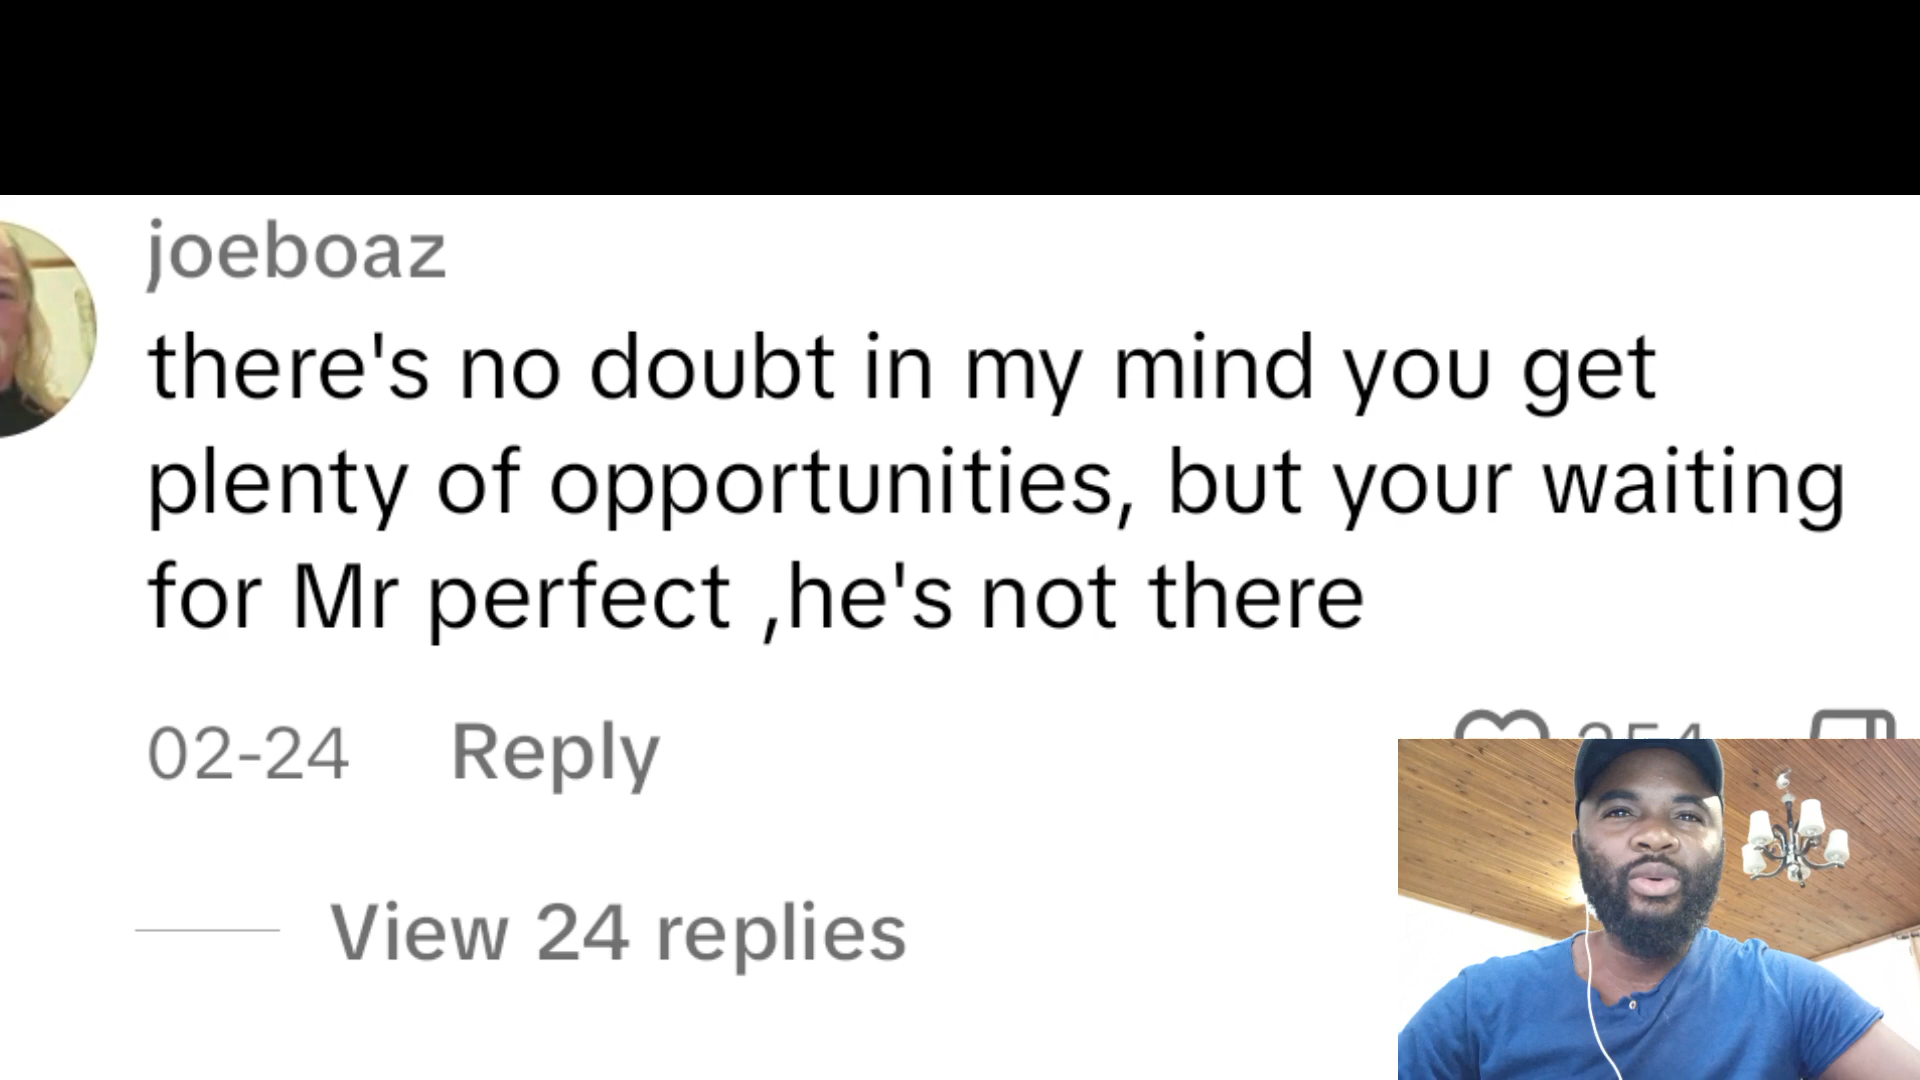 joeboaz
there's no doubt in my mind you get
plenty of opportunities, but your waiting
for Mr perfect ,he's not there
02-24 Reply
View 24 replies